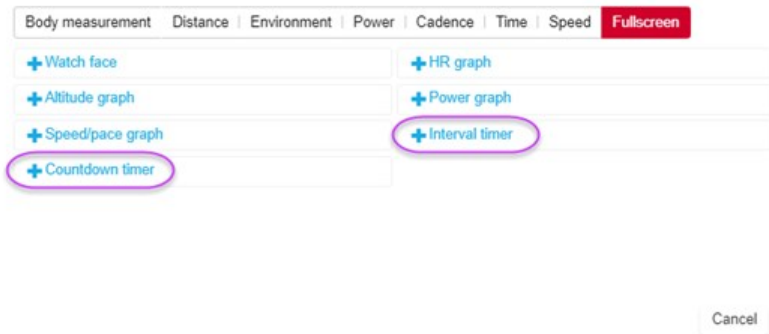 Body measurement Distance Environment Power Cadence Time Speed Fullscreen
Watch face HR graph
Altitude graph Power graph
Speed/pace graph Interval timer
Countdown timer
Cancel